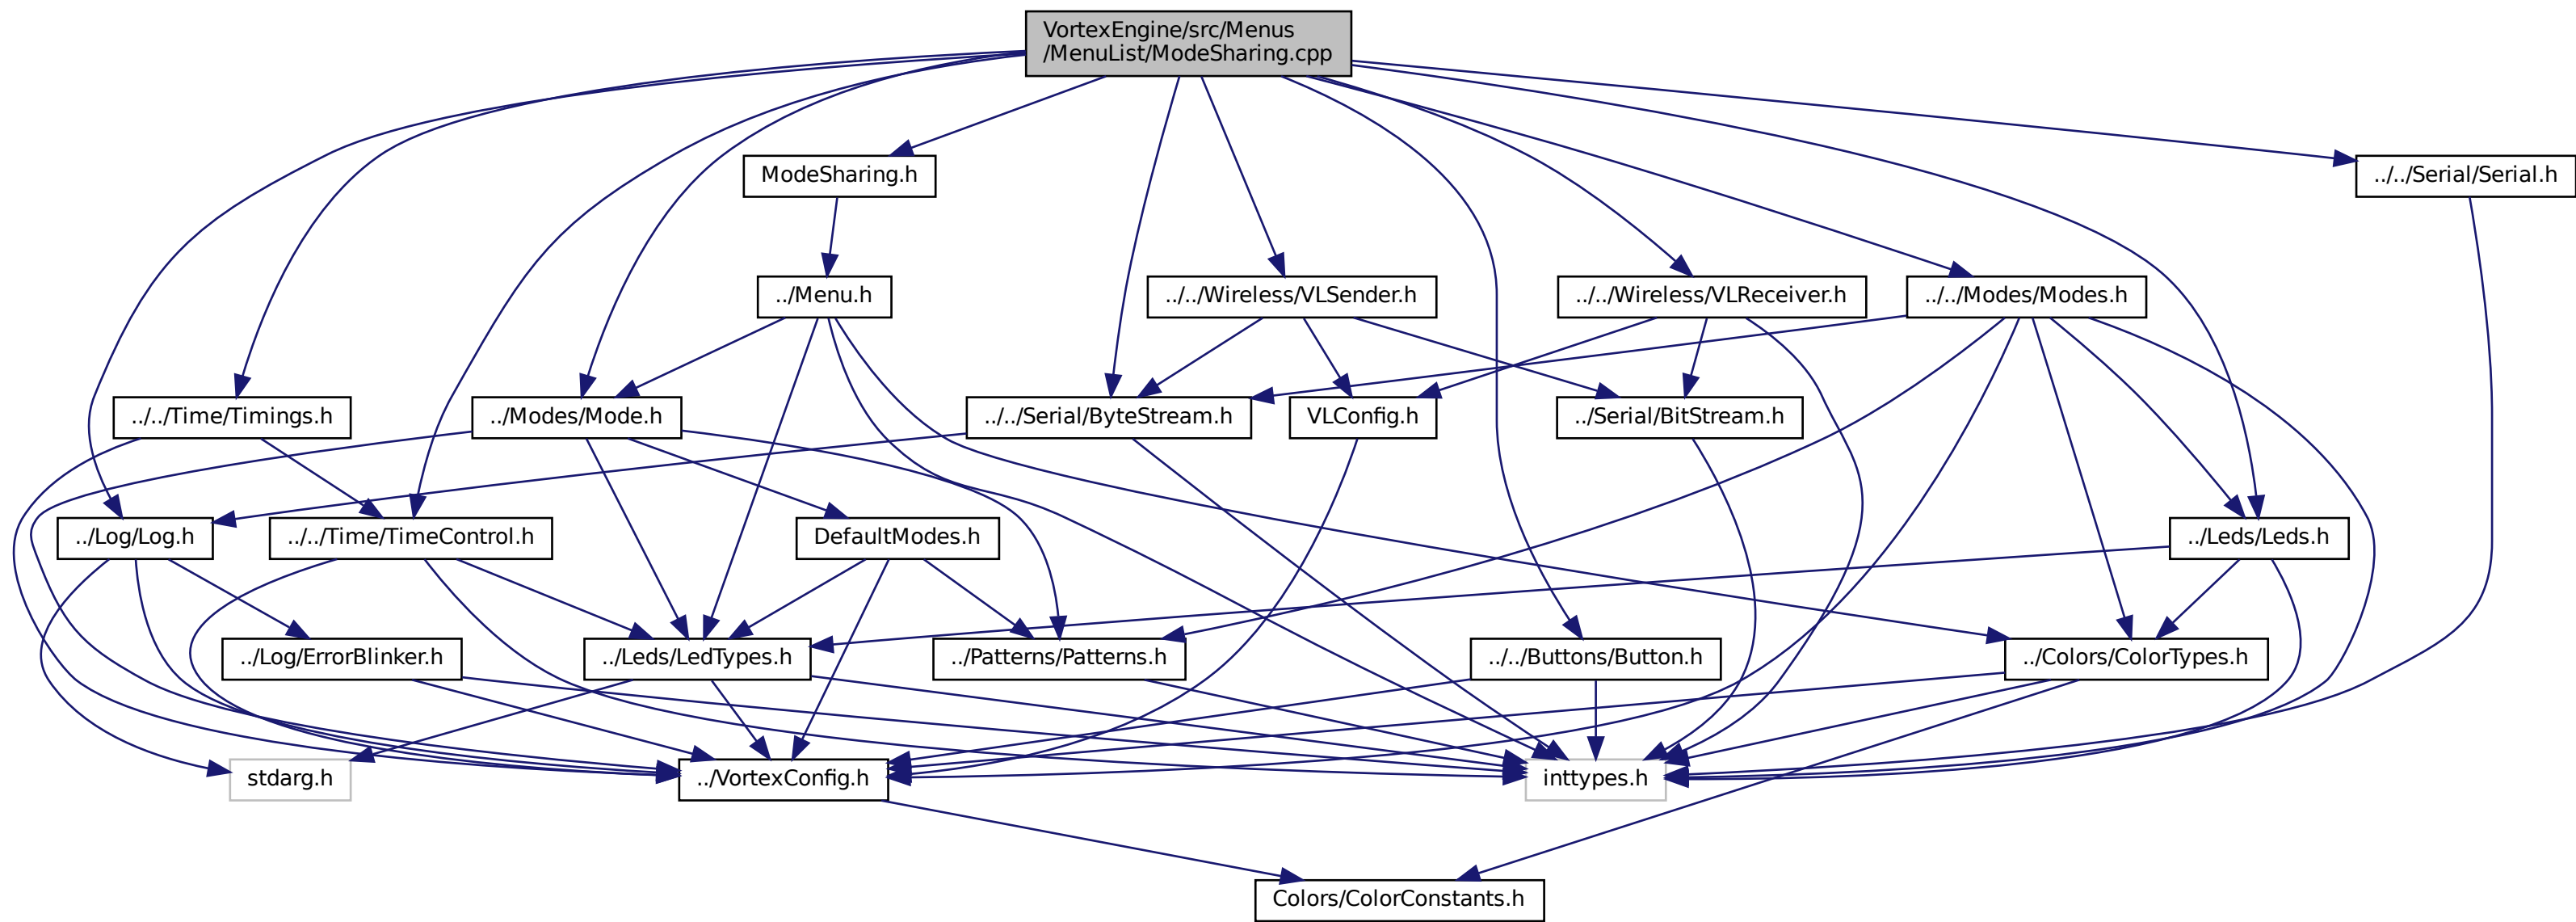 VortexEngine/src/Menus
/MenuList/ModeSharing.cpp
ModeSharing.h
../../Serial/Serial.h
../Menu.h
../../Wireless/VLSender.h
../../Wireless/VLReceiver.h
../../Modes/Modes.h
../../Time/Timings.h
../Modes/Mode.h
../../Serial/ByteStream.h
VLConfig.h
../Serial/BitStream.h
../Log/Log.h
../../Time/TimeControl.h
DefaultModes.h
../Leds/Leds.h
../Log/ErrorBlinker.h
../Leds/LedTypes.h
../Patterns/Patterns.h
../../Buttons/Button.h
../Colors/ColorTypes.h
stdarg.h
../VortexConfig.h
inttypes.h
Colors/ColorConstants.h